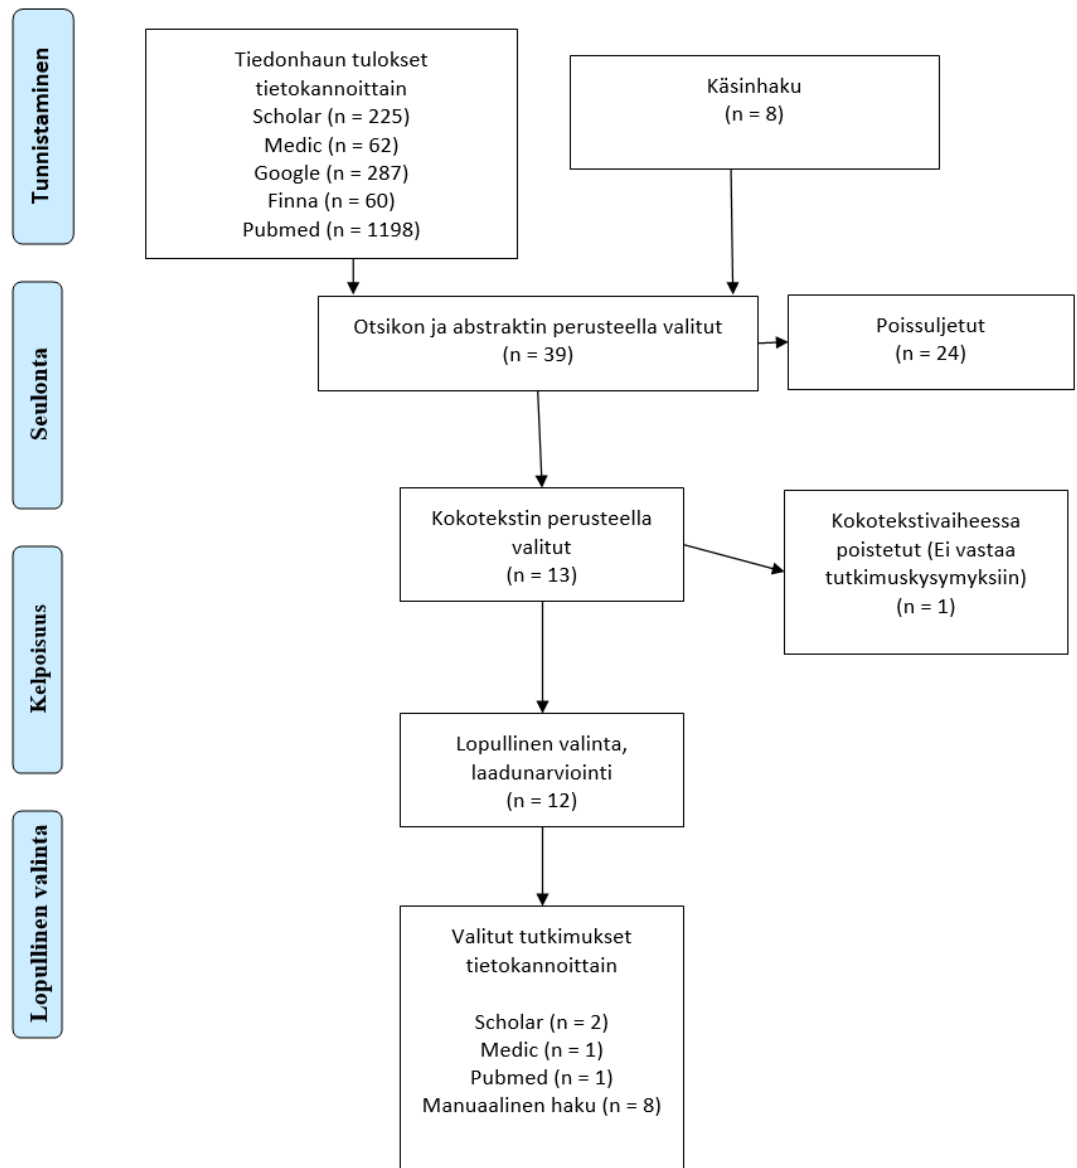 Tunnistaminen
Tiedonhaun tulokset
tietokannoittain
Scholar (n = 225)
Medic (n = 62)
Google (n = 287)
Finna (n = 60)
Pubmed (n = 1198)
Käsinhaku
(n = 8)
Seulonta
Otsikon ja abstraktin perusteella valitut
(n = 39)
Poissuljetut
(n = 24)
Kokotekstin perusteella
valitut
(n = 13)
Kokotekstivaiheessa
poistetut (Ei vastaa
tutkimuskysymyksiin)
(n = 1)
Kelpoisuus
Lopullinen valinta,
laadunarviointi
(n = 12)
Lopullinen valinta
Valitut tutkimukset
tietokannoittain
Scholar (n = 2)
Medic (n = 1)
Pubmed (n = 1)
Manuaalinen haku (n = 8)